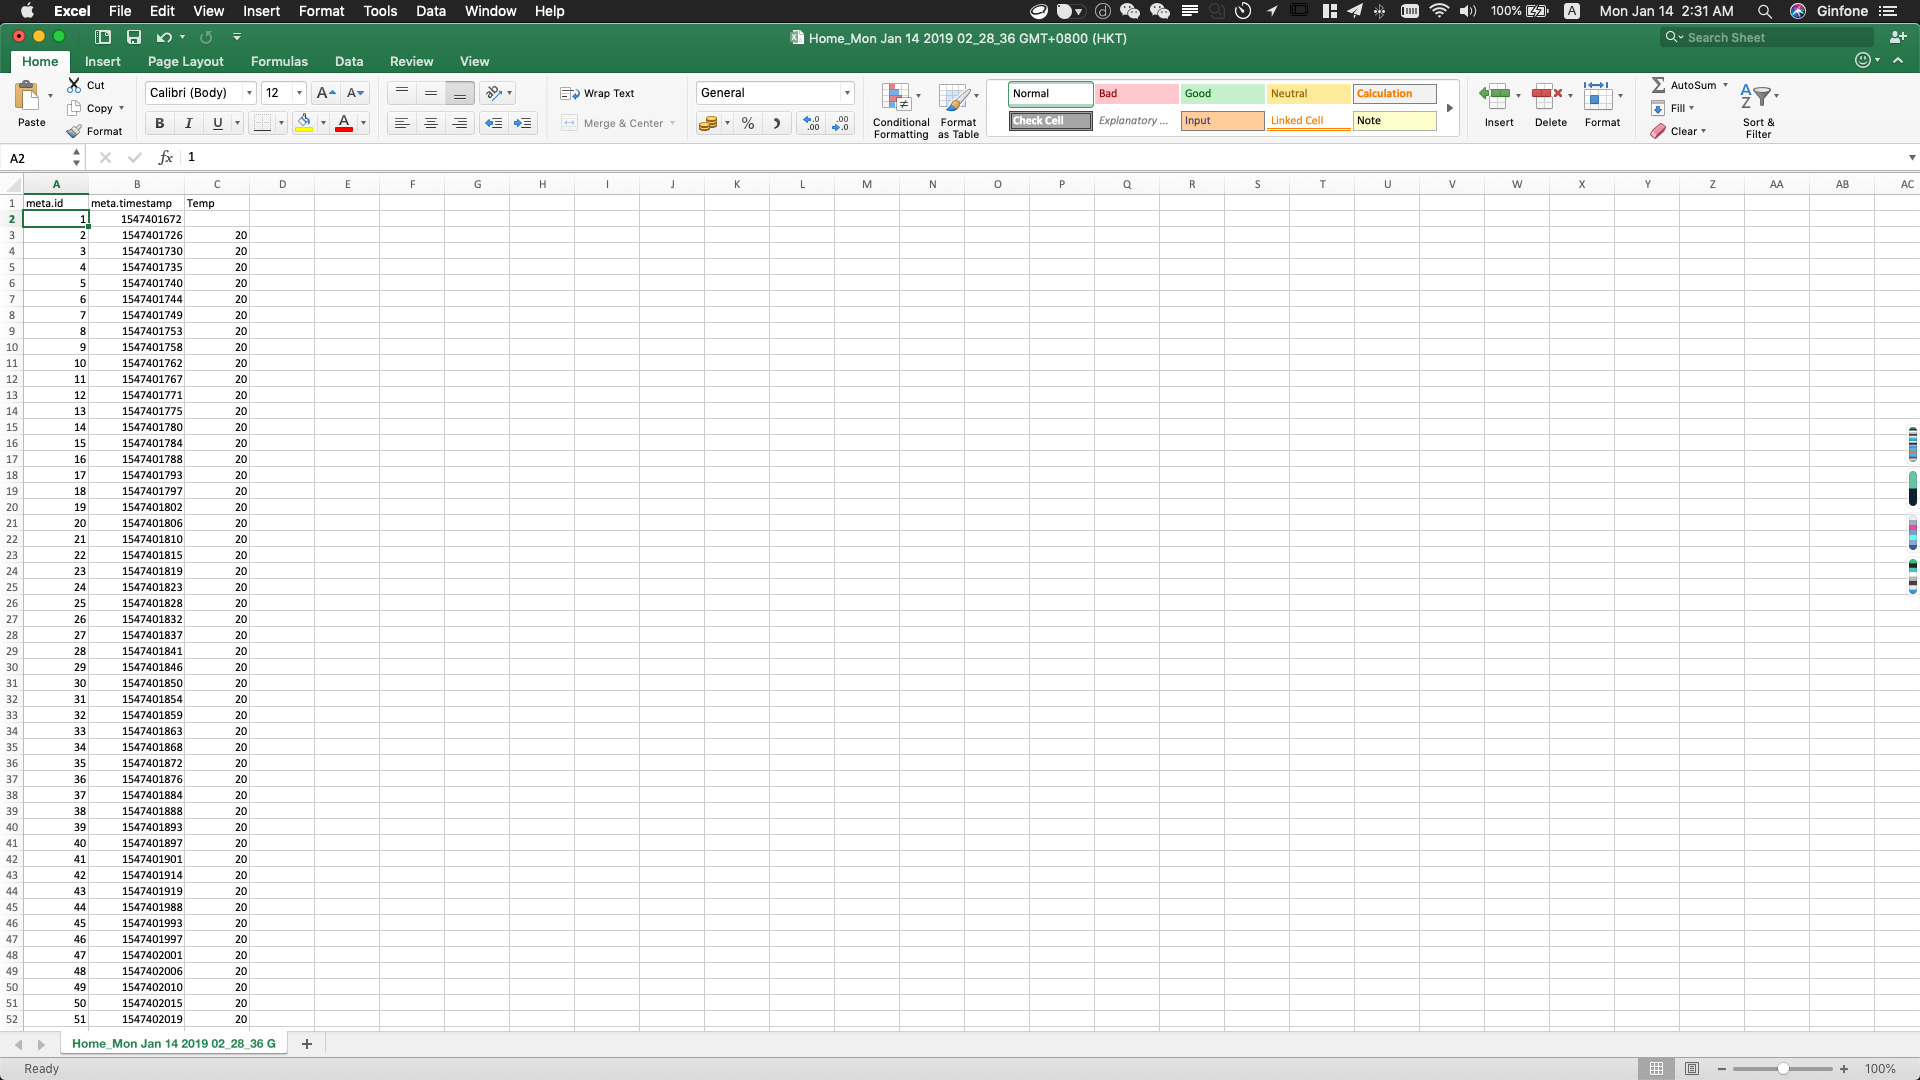 Excel File Edit View Insert Format Tools Data Window Help 100% A Mon Jan 14 2:31 AM Ginfone
Home_Mon Jan 14 2019 02_28_36 GMT+0800 (HKT) Search Sheet
Home Insert Page Layout Formulas Data Review View
Paste Cut Copy Format
Calibri (Body) 12 A A
B I U A
Wrap Text
Merge & Center
General
%
Conditional Formatting
Format as Table
Normal Bad Good Neutral Calculation
Check Cell Explanatory ... Input Linked Cell Note
Insert Delete Format
AutoSum
Fill
Clear
Sort & Filter
A2 fx 1
A B C D E F G H I J K L M N O P Q R S T U V W X Y Z AA AB AC
1 meta.id meta.timestamp Temp
2 1 1547401672
3 2 1547401726 20
4 3 1547401730 20
5 4 1547401735 20
6 5 1547401740 20
7 6 1547401744 20
8 7 1547401749 20
9 8 1547401753 20
10 9 1547401758 20
11 10 1547401762 20
12 11 1547401767 20
13 12 1547401771 20
14 13 1547401775 20
15 14 1547401780 20
16 15 1547401784 20
17 16 1547401788 20
18 17 1547401793 20
19 18 1547401797 20
20 19 1547401802 20
21 20 1547401806 20
22 21 1547401810 20
23 22 1547401815 20
24 23 1547401819 20
25 24 1547401823 20
26 25 1547401828 20
27 26 1547401832 20
28 27 1547401837 20
29 28 1547401841 20
30 29 1547401846 20
31 30 1547401850 20
32 31 1547401854 20
33 32 1547401859 20
34 33 1547401863 20
35 34 1547401868 20
36 35 1547401872 20
37 36 1547401876 20
38 37 1547401884 20
39 38 1547401888 20
40 39 1547401893 20
41 40 1547401897 20
42 41 1547401901 20
43 42 1547401914 20
44 43 1547401919 20
45 44 1547401988 20
46 45 1547401993 20
47 46 1547401997 20
48 47 1547402001 20
49 48 1547402006 20
50 49 1547402010 20
51 50 1547402015 20
52 51 1547402019 20
Home_Mon Jan 14 2019 02_28_36 G +
Ready 100%